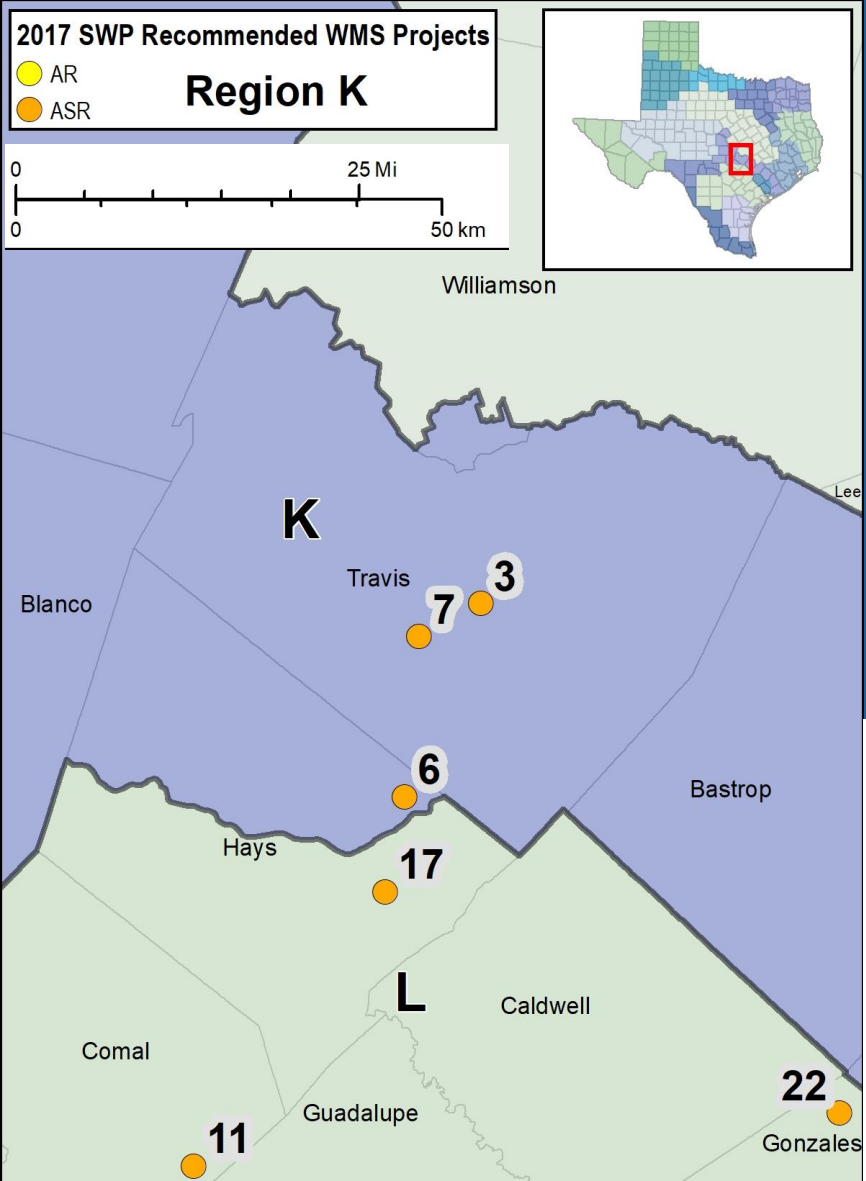 2017 SWP Recommended WMS Projects
AR
ASR
Region K
0 25 Mi
0 50 km
Williamson
Lee
K
Travis
3
7
Blanco
6
Bastrop
Hays
17
L
Caldwell
Comal
22
Guadalupe
11
Gonzales